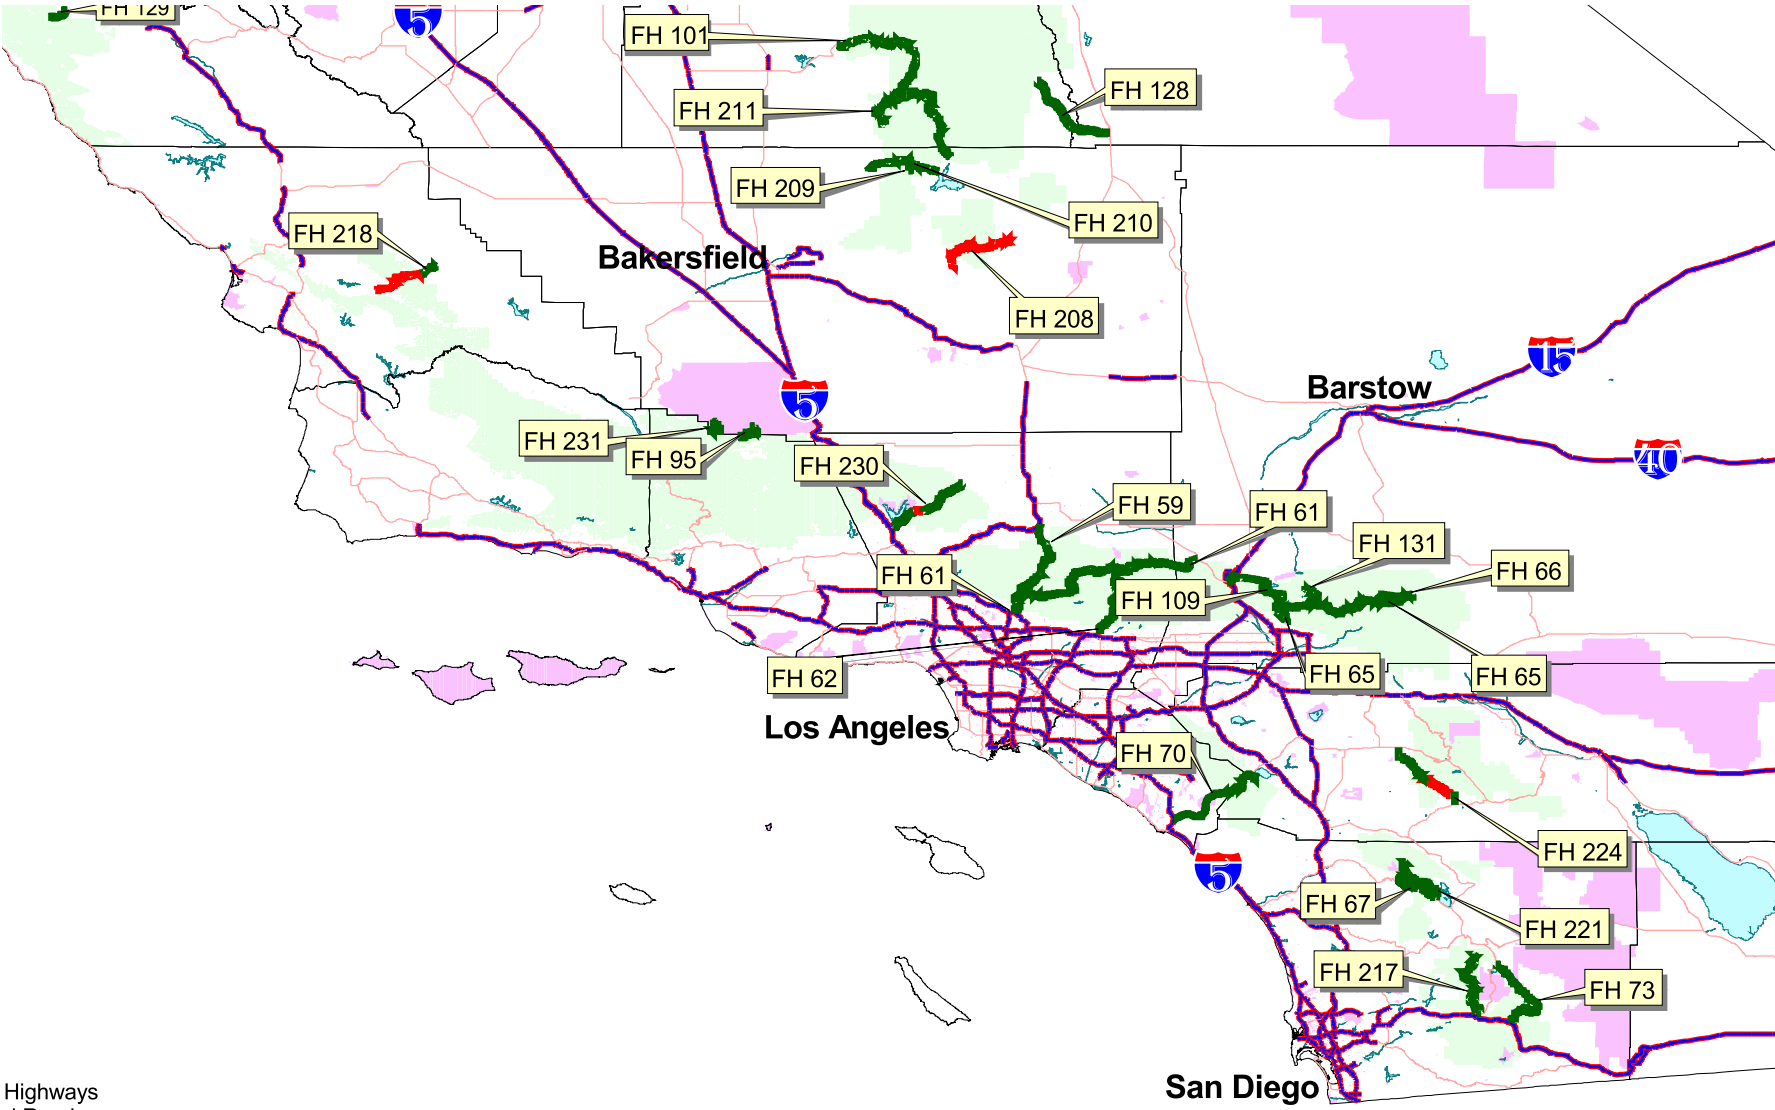 FH 129
5
FH 101
FH 128
FH 211
FH 209
FH 210
FH 218
Bakersfield
FH 208
15
5
Barstow
FH 231
FH 95
FH 230
40
FH 59
FH 61
FH 131
FH 61
FH 109
FH 66
FH 62
FH 65
FH 65
Los Angeles
FH 70
FH 224
5
FH 67
FH 221
FH 217
FH 73
San Diego
Highways